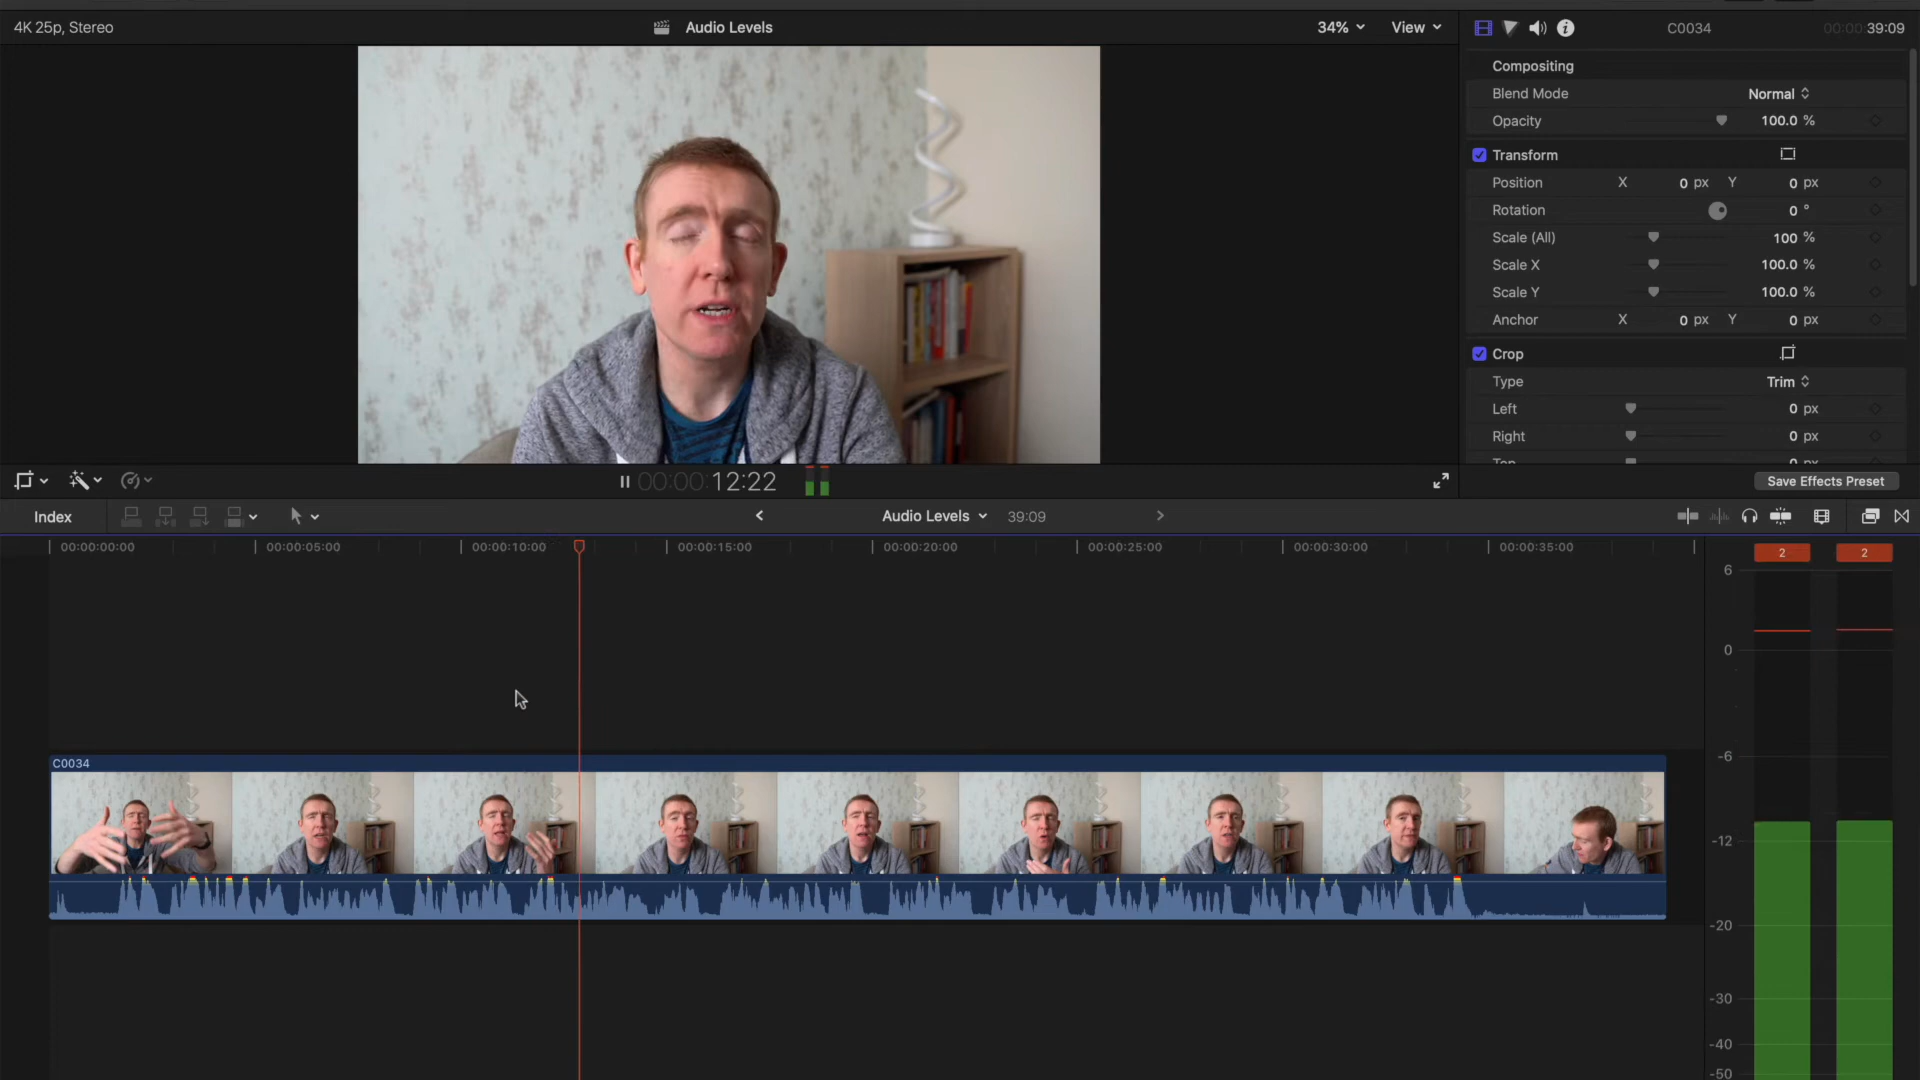 4K 25p, Stereo
Audio Levels
34%
View
C0034
00:00:39:09
Compositing
Blend Mode Normal
Opacity 100.0 %
Transform
Position X 0 px Y 0 px
Rotation 0 °
Scale (All) 100 %
Scale X 100.0 %
Scale Y 100.0 %
Anchor X 0 px Y 0 px
Crop
Type Trim
Left 0 px
Right 0 px
Top 0 px
00:00:12:22
Save Effects Preset
Index
Audio Levels 39:09
00:00:00:00 00:00:05:00 00:00:10:00 00:00:15:00 00:00:20:00 00:00:25:00 00:00:30:00 00:00:35:00
2 2
6
0
-6
C0034
-12
-20
-30
-40
-50